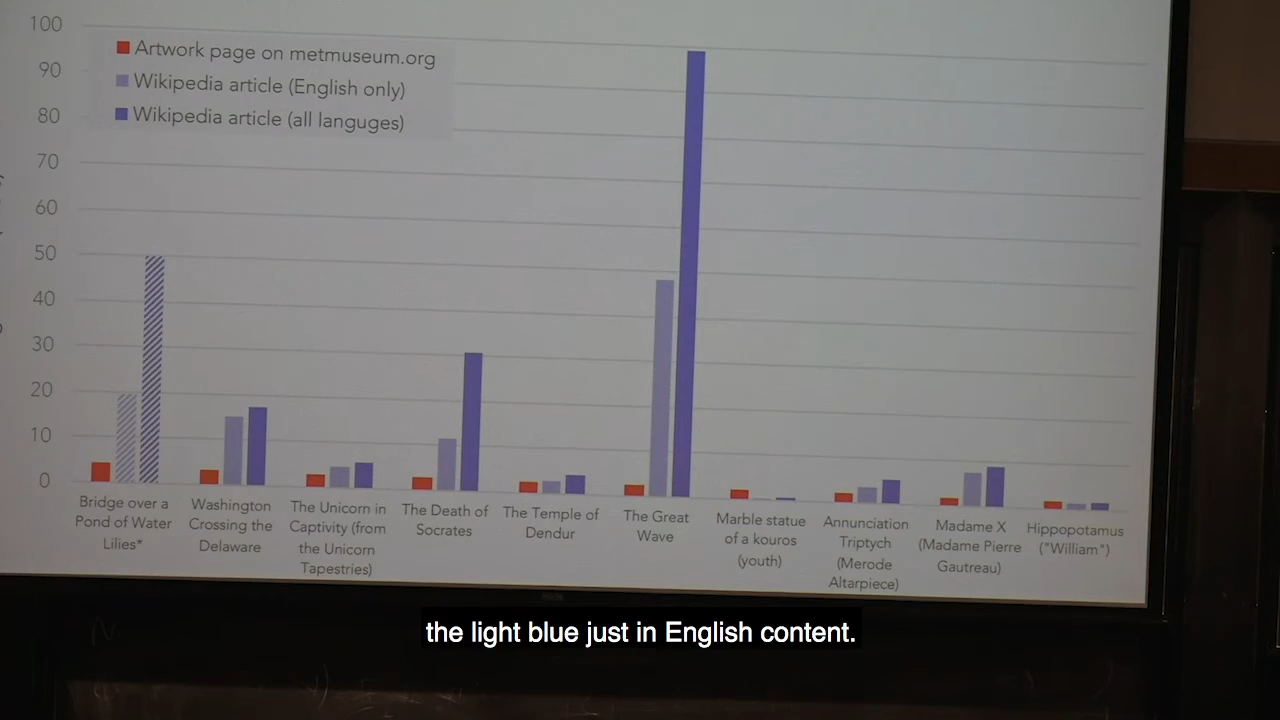 100
90
80
70
60
50
40
30
20
10
0
Artwork page on metmuseum.org
Wikipedia article (English only)
Wikipedia article (all languges)
Bridge over a
Pond of Water
Lilies*
Washington
Crossing the
Delaware
The Unicorn in
Captivity (from
the Unicorn
Tapestries)
The Death of
Socrates
The Temple of
Dendur
The Great
Wave
Marble statue
of a kouros
(youth)
Annunciation
Triptych
(Merode
Altarpiece)
Madame X
(Madame Pierre
Gautreau)
Hippopotamus
("William")
the light blue just in English content.